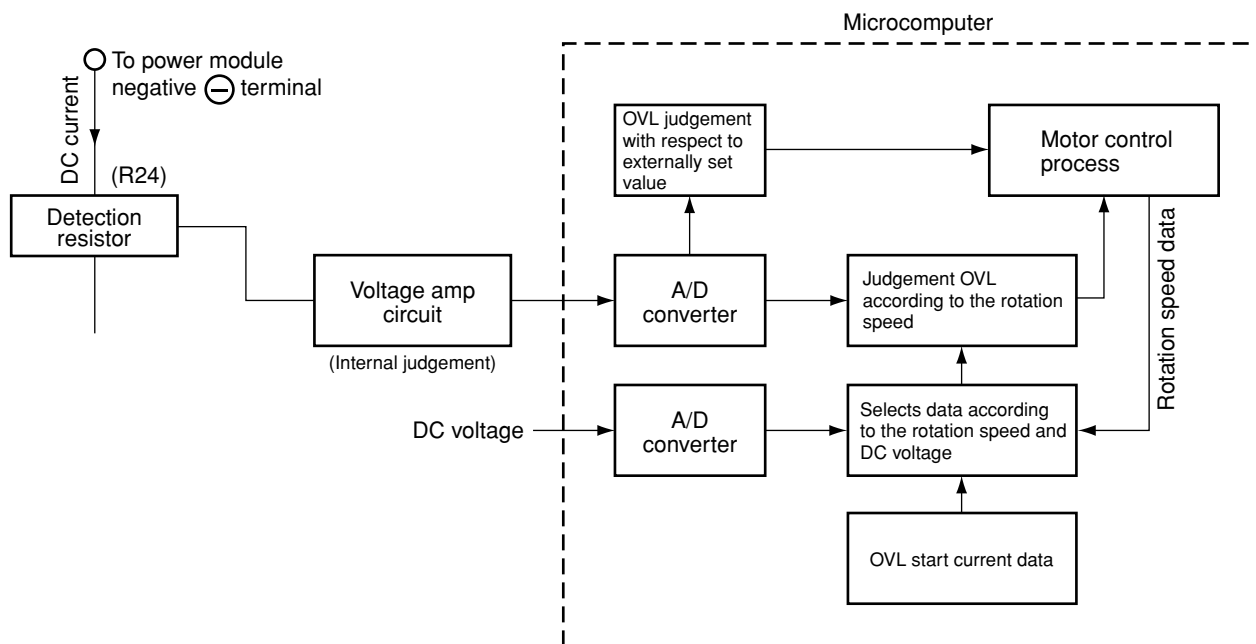 Microcomputer
To power module
negative ⊖ terminal
DC current
(R24)
Detection
resistor
Voltage amp
circuit
(Internal judgement)
DC voltage
OVL judgement
with respect to
externally set
value
Motor control
process
A/D
converter
Judgement OVL
according to the rotation
speed
Rotation speed data
A/D
converter
Selects data according
to the rotation speed and
DC voltage
OVL start current data